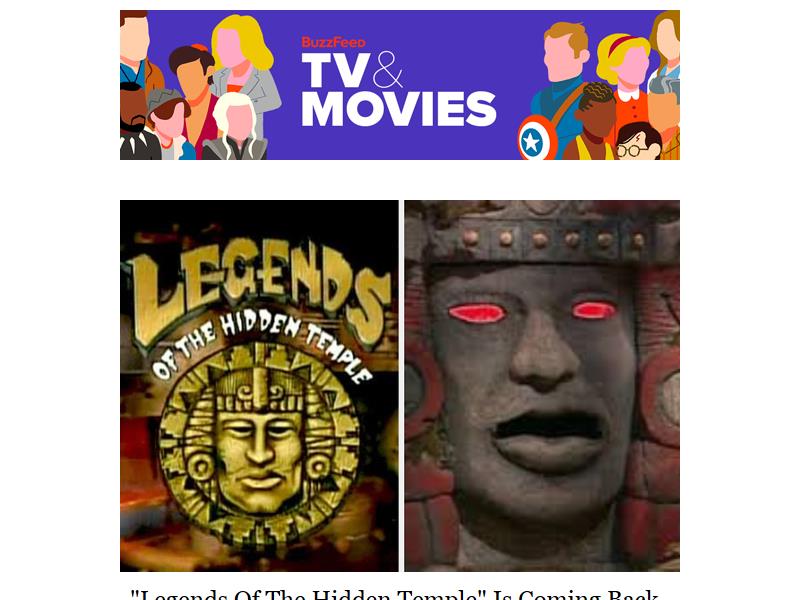 BuzzFeed
TV &
MOVIES
LEGENDS
OF THE HIDDEN TEMPLE
"Legends Of The Hidden Temple" Is Coming Back